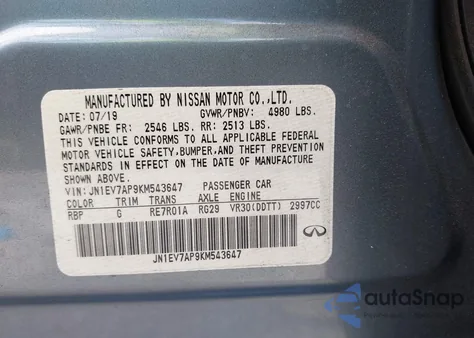 MANUFACTURED BY NISSAN MOTOR CO.,LTD.
DATE: 07/19 GVWR/PNBV: 4980 LBS.
GAWR/PNBE FR: 2546 LBS. RR: 2513 LBS.
THIS VEHICLE CONFORMS TO ALL APPLICABLE FEDERAL
MOTOR VEHICLE SAFETY, BUMPER, AND THEFT PREVENTION
STANDARDS IN EFFECT ON THE DATE OF MANUFACTURE
SHOWN ABOVE.
VIN: JN1EV7AP9KM543647 PASSENGER CAR
COLOR TRIM TRANS AXLE ENGINE
RBP G RE7R01A RG29 VR30(DDTT) 2997CC
JN1EV7AP9KM543647
autoSnap